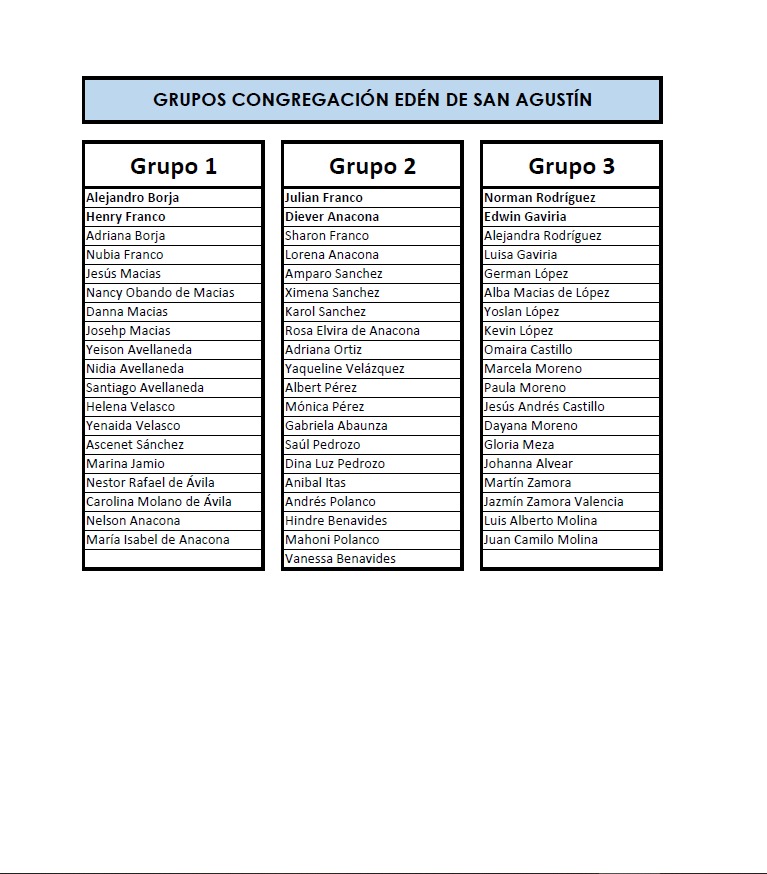 GRUPOS CONGREGACIÓN EDÉN DE SAN AGUSTÍN
Grupo 1
Alejandro Borja
Henry Franco
Adriana Borja
Nubia Franco
Jesús Macias
Nancy Obando de Macias
Danna Macias
Josehp Macias
Yeison Avellaneda
Nidia Avellaneda
Santiago Avellaneda
Helena Velasco
Yenaida Velasco
Ascenet Sánchez
Marina Jamio
Nestor Rafael de Ávila
Carolina Molano de Ávila
Nelson Anacona
María Isabel de Anacona
Grupo 2
Julian Franco
Diever Anacona
Sharon Franco
Lorena Anacona
Amparo Sanchez
Ximena Sanchez
Karol Sanchez
Rosa Elvira de Anacona
Adriana Ortiz
Yaqueline Velázquez
Albert Pérez
Mónica Pérez
Gabriela Abaunza
Saúl Pedrozo
Dina Luz Pedrozo
Anibal Itas
Andrés Polanco
Hindre Benavides
Mahoni Polanco
Vanessa Benavides
Grupo 3
Norman Rodríguez
Edwin Gaviria
Alejandra Rodríguez
Luisa Gaviria
German López
Alba Macias de López
Yoslan López
Kevin López
Omaira Castillo
Marcela Moreno
Paula Moreno
Jesús Andrés Castillo
Dayana Moreno
Gloria Meza
Johanna Alvear
Martín Zamora
Jazmín Zamora Valencia
Luis Alberto Molina
Juan Camilo Molina